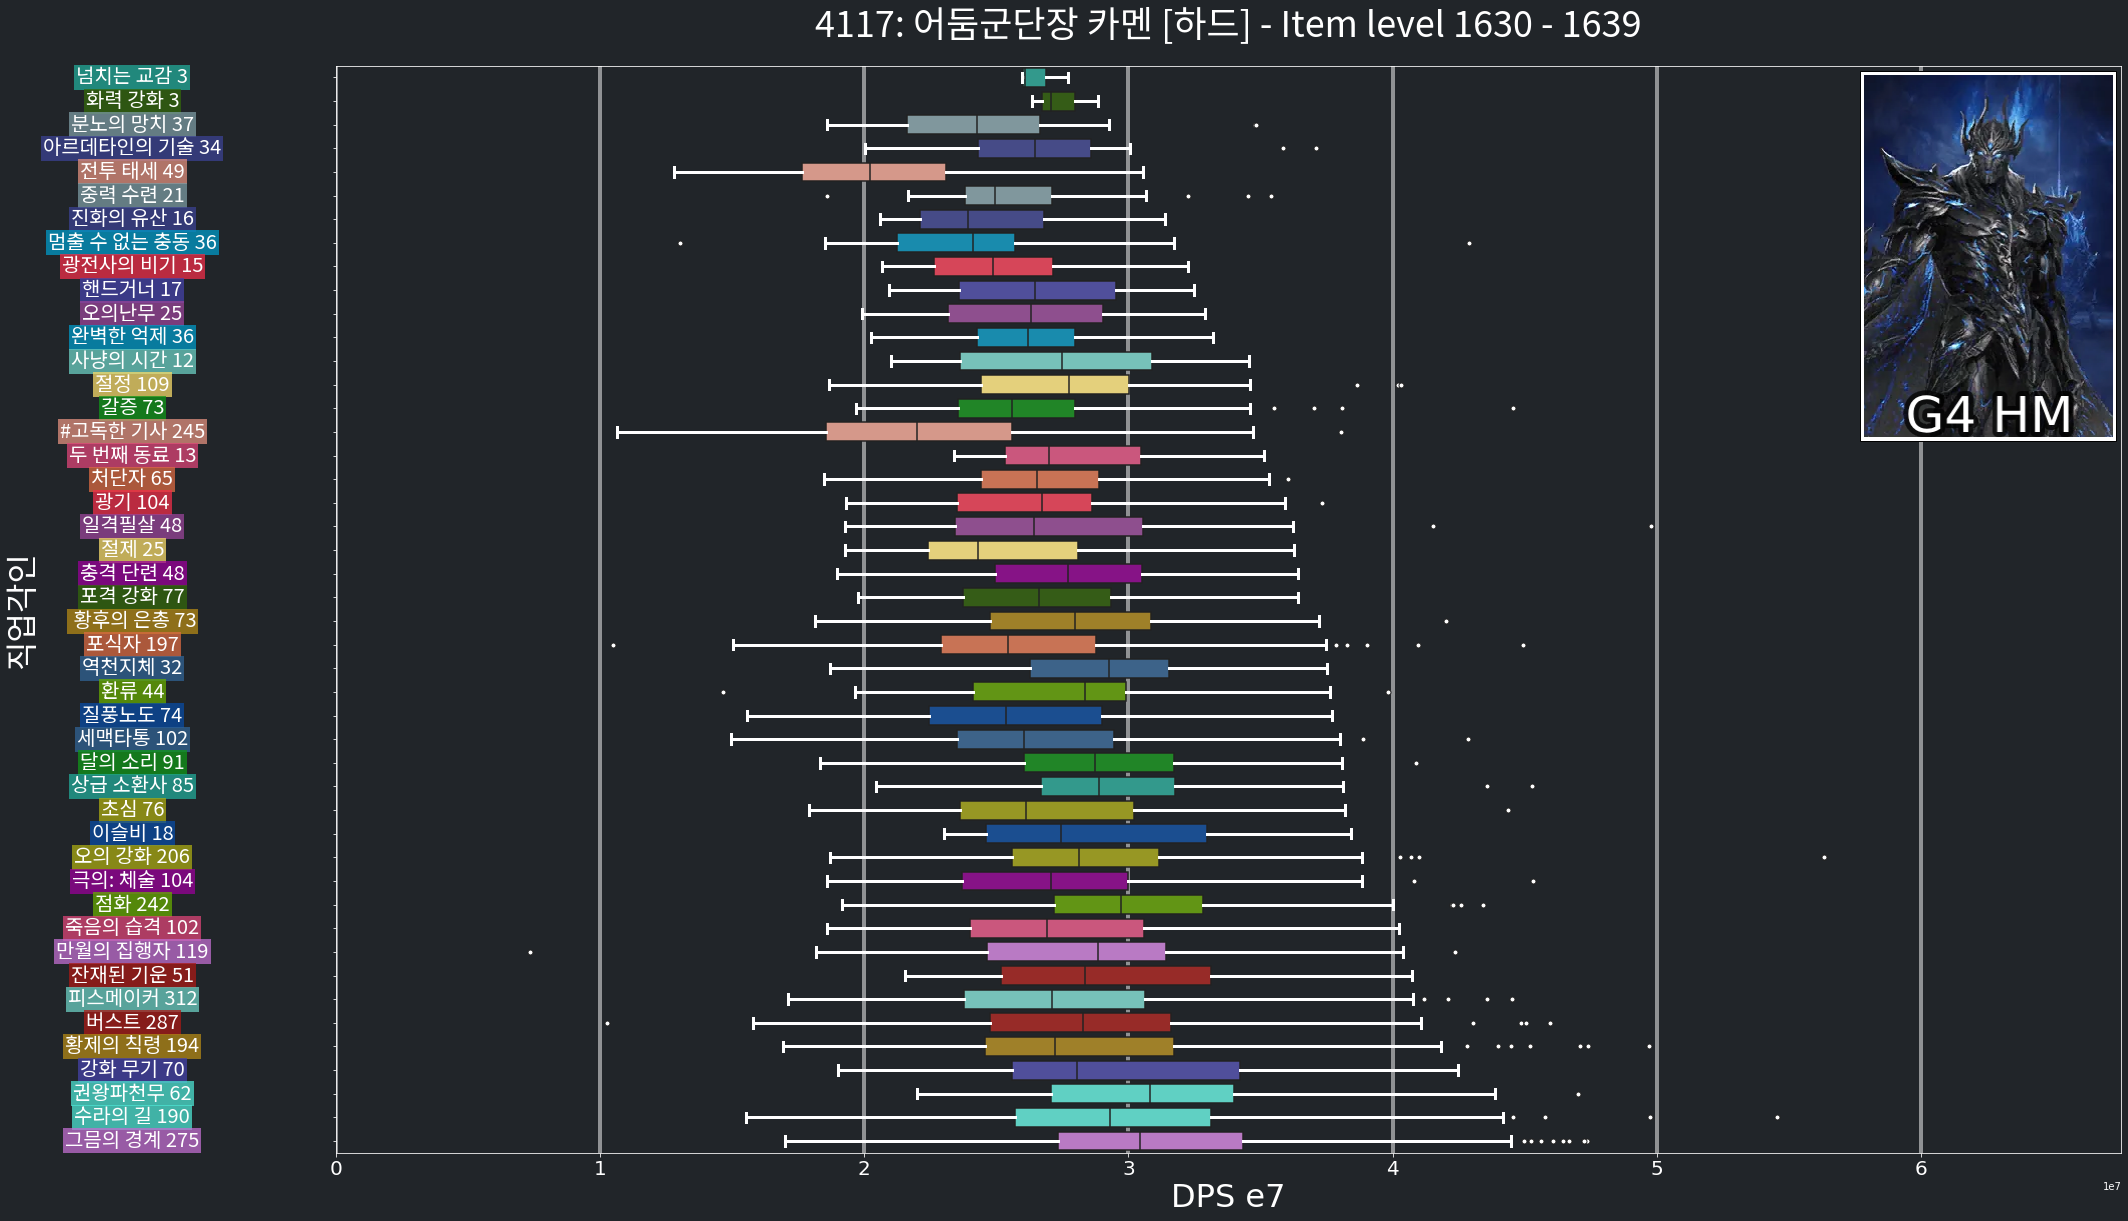 4117: 어둠군단장 카멘 [하드] - Item level 1630 - 1639
넘치는 교감 3
화력 강화 3
분노의 망치 37
아르데타인의 기술 34
전투 태세 49
중력 수련 21
진화의 유산 16
멈출 수 없는 충동 36
광전사의 비기 15
핸드거너 17
오의난무 25
완벽한 억제 36
사냥의 시간 12
절정 109
갈증 73
#고독한 기사 245
두 번째 동료 13
처단자 65
광기 104
일격필살 48
절제 25
충격 단련 48
포격 강화 77
황후의 은총 73
포식자 197
역천지체 32
환류 44
질풍노도 74
세맥타통 102
달의 소리 91
상급 소환사 85
초심 76
이슬비 18
오의 강화 206
극의: 체술 104
점화 242
죽음의 습격 102
만월의 집행자 119
잔재된 기운 51
피스메이커 312
버스트 287
황제의 칙령 194
강화 무기 70
권왕파천무 62
수라의 길 190
그믐의 경계 275
직업각인
G4 HM
0 1 2 3 4 5 6
1e7
DPS e7